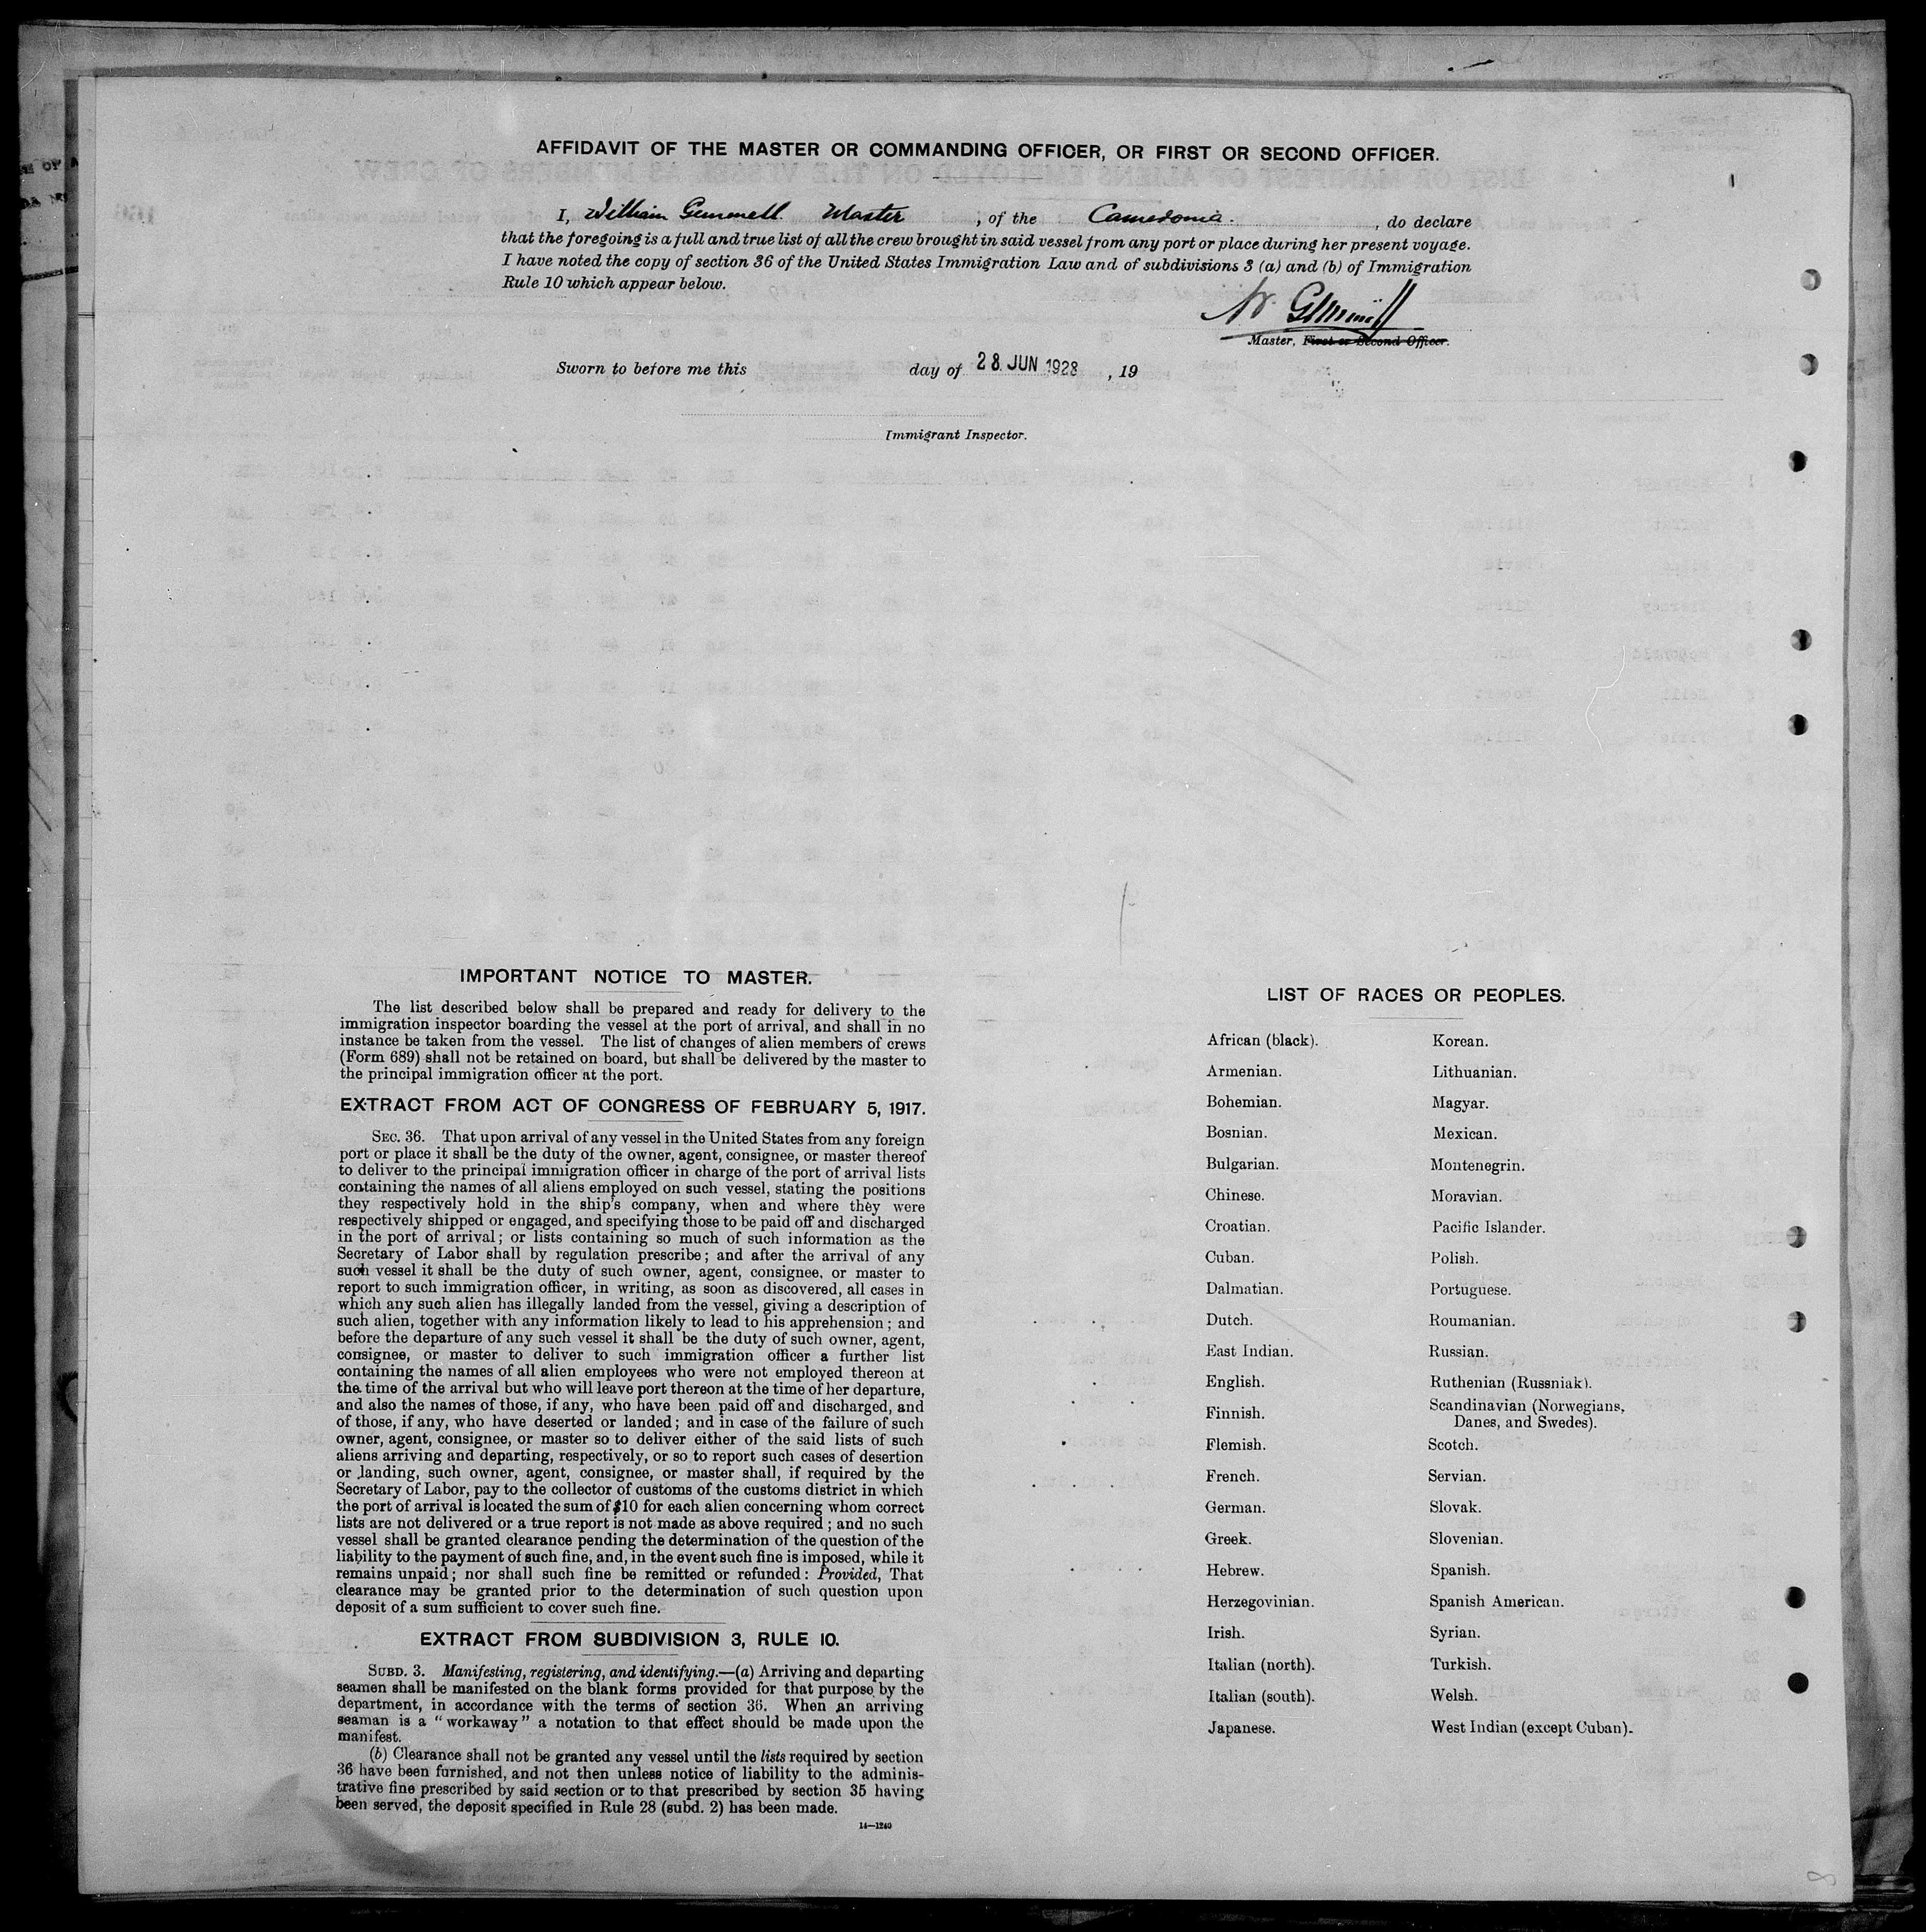 AFFIDAVIT OF THE MASTER OR COMMANDING OFFICER, OR FIRST OR SECOND OFFICER.
I, William Gemmell Master, of the Camedonia., do declare
that the foregoing is a full and true list of all the crew brought in said vessel from any port or place during her present voyage.
I have noted the copy of section 36 of the United States Immigration Law and of subdivisions 3 (a) and (b) of Immigration
Rule 10 which appear below.
W. Gemmell
Master, First or Second Officer.
Sworn to before me this day of 28 JUN 1928, 19
Immigrant Inspector.
IMPORTANT NOTICE TO MASTER.
The list described below shall be prepared and ready for delivery to the
immigration inspector boarding the vessel at the port of arrival, and shall in no
instance be taken from the vessel. The list of changes of alien members of crews
(Form 689) shall not be retained on board, but shall be delivered by the master to
the principal immigration officer at the port.
EXTRACT FROM ACT OF CONGRESS OF FEBRUARY 5, 1917.
SEC. 36. That upon arrival of any vessel in the United States from any foreign
port or place it shall be the duty of the owner, agent, consignee, or master thereof
to deliver to the principal immigration officer in charge of the port of arrival lists
containing the names of all aliens employed on such vessel, stating the positions
they respectively hold in the ship's company, when and where they were
respectively shipped or engaged, and specifying those to be paid off and discharged
in the port of arrival; or lists containing so much of such information as the
Secretary of Labor shall by regulation prescribe; and after the arrival of any
such vessel it shall be the duty of such owner, agent, consignee, or master to
report to such immigration officer, in writing, as soon as discovered, all cases in
which any such alien has illegally landed from the vessel, giving a description of
such alien, together with any information likely to lead to his apprehension; and
before the departure of any such vessel it shall be the duty of such owner, agent,
consignee, or master to deliver to such immigration officer a further list
containing the names of all alien employees who were not employed thereon at
the time of the arrival but who will leave port thereon at the time of her departure,
and also the names of those, if any, who have been paid off and discharged, and
of those, if any, who have deserted or landed; and in case of the failure of such
owner, agent, consignee, or master so to deliver either of the said lists of such
aliens arriving and departing, respectively, or so to report such cases of desertion
or landing, such owner, agent, consignee, or master shall, if required by the
Secretary of Labor, pay to the collector of customs of the customs district in which
the port of arrival is located the sum of $10 for each alien concerning whom correct
lists are not delivered or a true report is not made as above required; and no such
vessel shall be granted clearance pending the determination of the question of the
liability to the payment of such fine, and, in the event such fine is imposed, while it
remains unpaid; nor shall such fine be remitted or refunded: Provided, That
clearance may be granted prior to the determination of such question upon
deposit of a sum sufficient to cover such fine.
EXTRACT FROM SUBDIVISION 3, RULE 10.
SUBD. 3. Manifesting, registering, and identifying.—(a) Arriving and departing
seamen shall be manifested on the blank forms provided for that purpose by the
department, in accordance with the terms of section 36. When an arriving
seaman is a "workaway" a notation to that effect should be made upon the
manifest.
(b) Clearance shall not be granted any vessel until the lists required by section
36 have been furnished, and not then unless notice of liability to the adminis-
trative fine prescribed by said section or to that prescribed by section 35 having
been served, the deposit specified in Rule 28 (subd. 2) has been made.
14—1240
LIST OF RACES OR PEOPLES.
African (black).
Armenian.
Bohemian.
Bosnian.
Bulgarian.
Chinese.
Croatian.
Cuban.
Dalmatian.
Dutch.
East Indian.
English.
Finnish.
Flemish.
French.
German.
Greek.
Hebrew.
Herzegovinian.
Irish.
Italian (north).
Italian (south).
Japanese.
Korean.
Lithuanian.
Magyar.
Mexican.
Montenegrin.
Moravian.
Pacific Islander.
Polish.
Portuguese.
Roumanian.
Russian.
Ruthenian (Russniak).
Scandinavian (Norwegians,
Danes, and Swedes).
Scotch.
Servian.
Slovak.
Slovenian.
Spanish.
Spanish American.
Syrian.
Turkish.
Welsh.
West Indian (except Cuban).